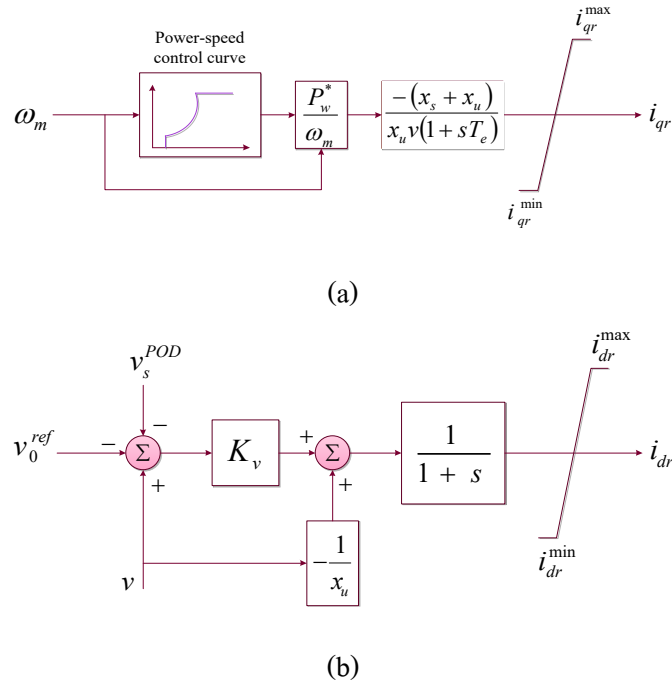 Power-speed
control curve
ω_m
P_w^*
ω_m
-(x_s + x_u)
x_u v(1 + sT_e)
i_qr^max
i_qr
i_qr^min
(a)
v_s^POD
v_0^ref
−
−
+
Σ
K_v
+
+
Σ
1
1 + s
i_dr^max
i_dr
i_dr^min
v
−1
x_u
(b)